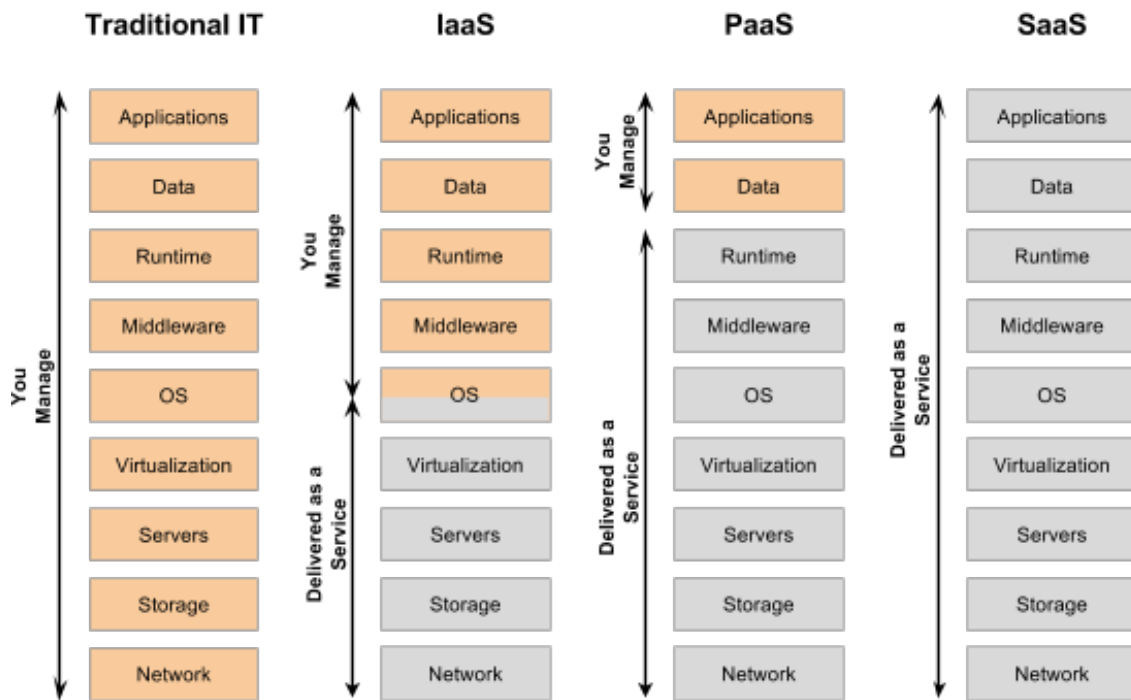 Traditional IT
IaaS
PaaS
SaaS
You
Manage
Applications
Data
Runtime
Middleware
OS
Virtualization
Servers
Storage
Network
You
Manage
Delivered as a
Service
Applications
Data
Runtime
Middleware
OS
Virtualization
Servers
Storage
Network
You
Manage
Delivered as a
Service
Applications
Data
Runtime
Middleware
OS
Virtualization
Servers
Storage
Network
Delivered as a
Service
Applications
Data
Runtime
Middleware
OS
Virtualization
Servers
Storage
Network